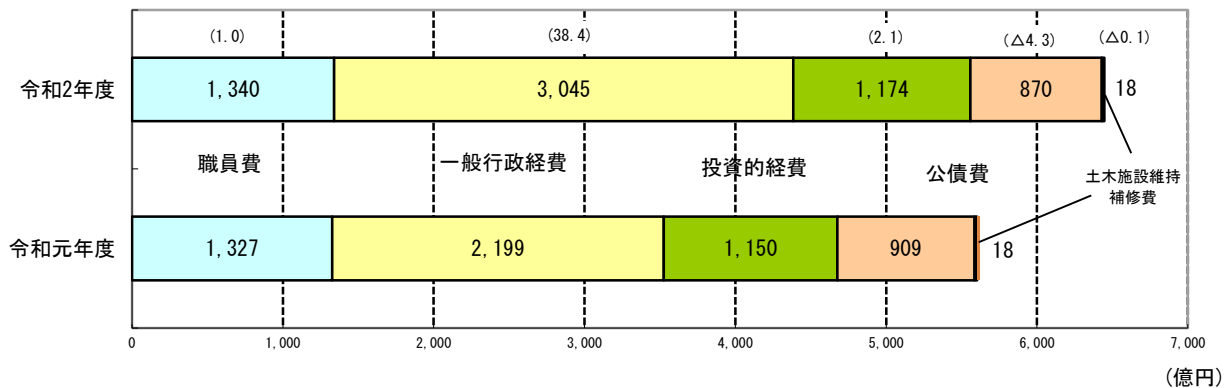 (1.0) (38.4) (2.1) (△4.3) (△0.1)
令和2年度 1,340 3,045 1,174 870 18
職員費 一般行政経費 投資的経費 公債費 土木施設維持
補修費
令和元年度 1,327 2,199 1,150 909 18
0 1,000 2,000 3,000 4,000 5,000 6,000 7,000
(億円)